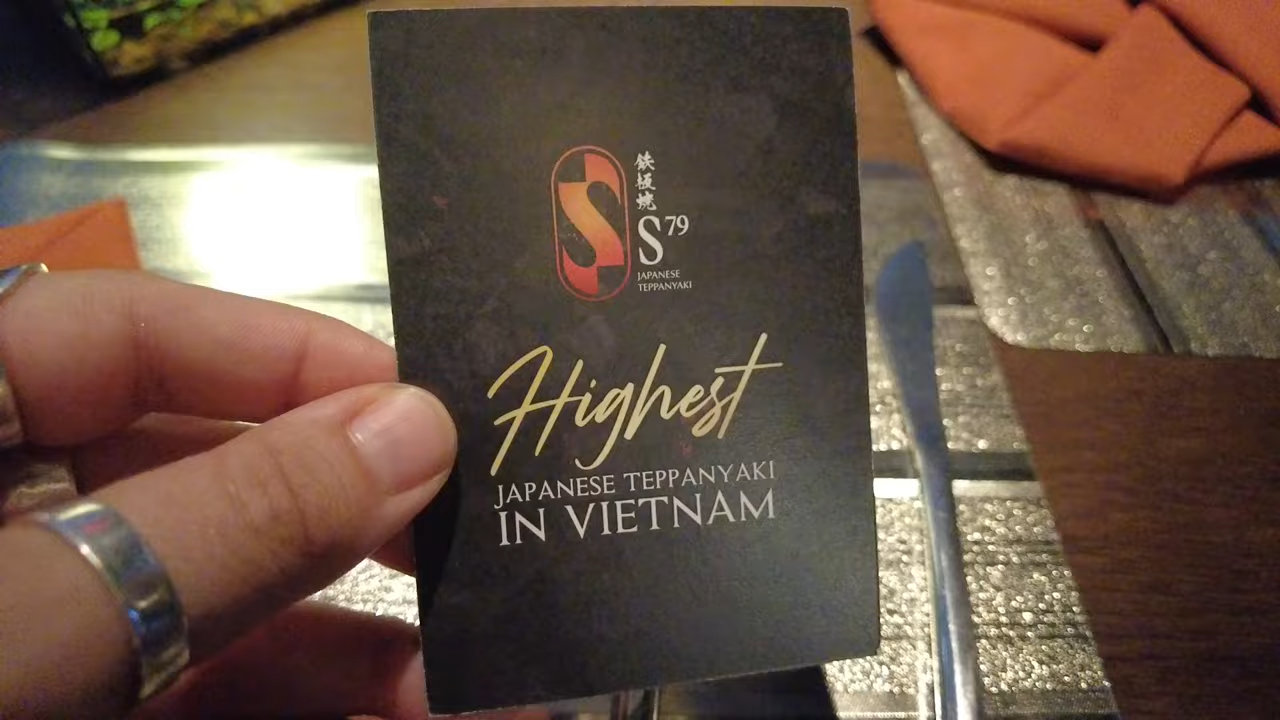 鉄板焼
S79
JAPANESE
TEPPANYAKI
Highest
JAPANESE TEPPANYAKI
IN VIETNAM